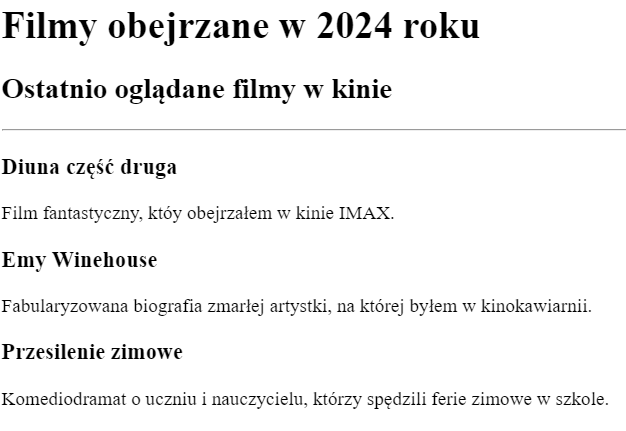 Filmy obejrzane w 2024 roku
Ostatnio oglądane filmy w kinie
Diuna część druga
Film fantastyczny, któy obejrzałem w kinie IMAX.
Emy Winehouse
Fabularyzowana biografia zmarłej artystki, na której byłem w kinokawiarnii.
Przesilenie zimowe
Komediodramat o uczniu i nauczycielu, którzy spędzili ferie zimowe w szkole.